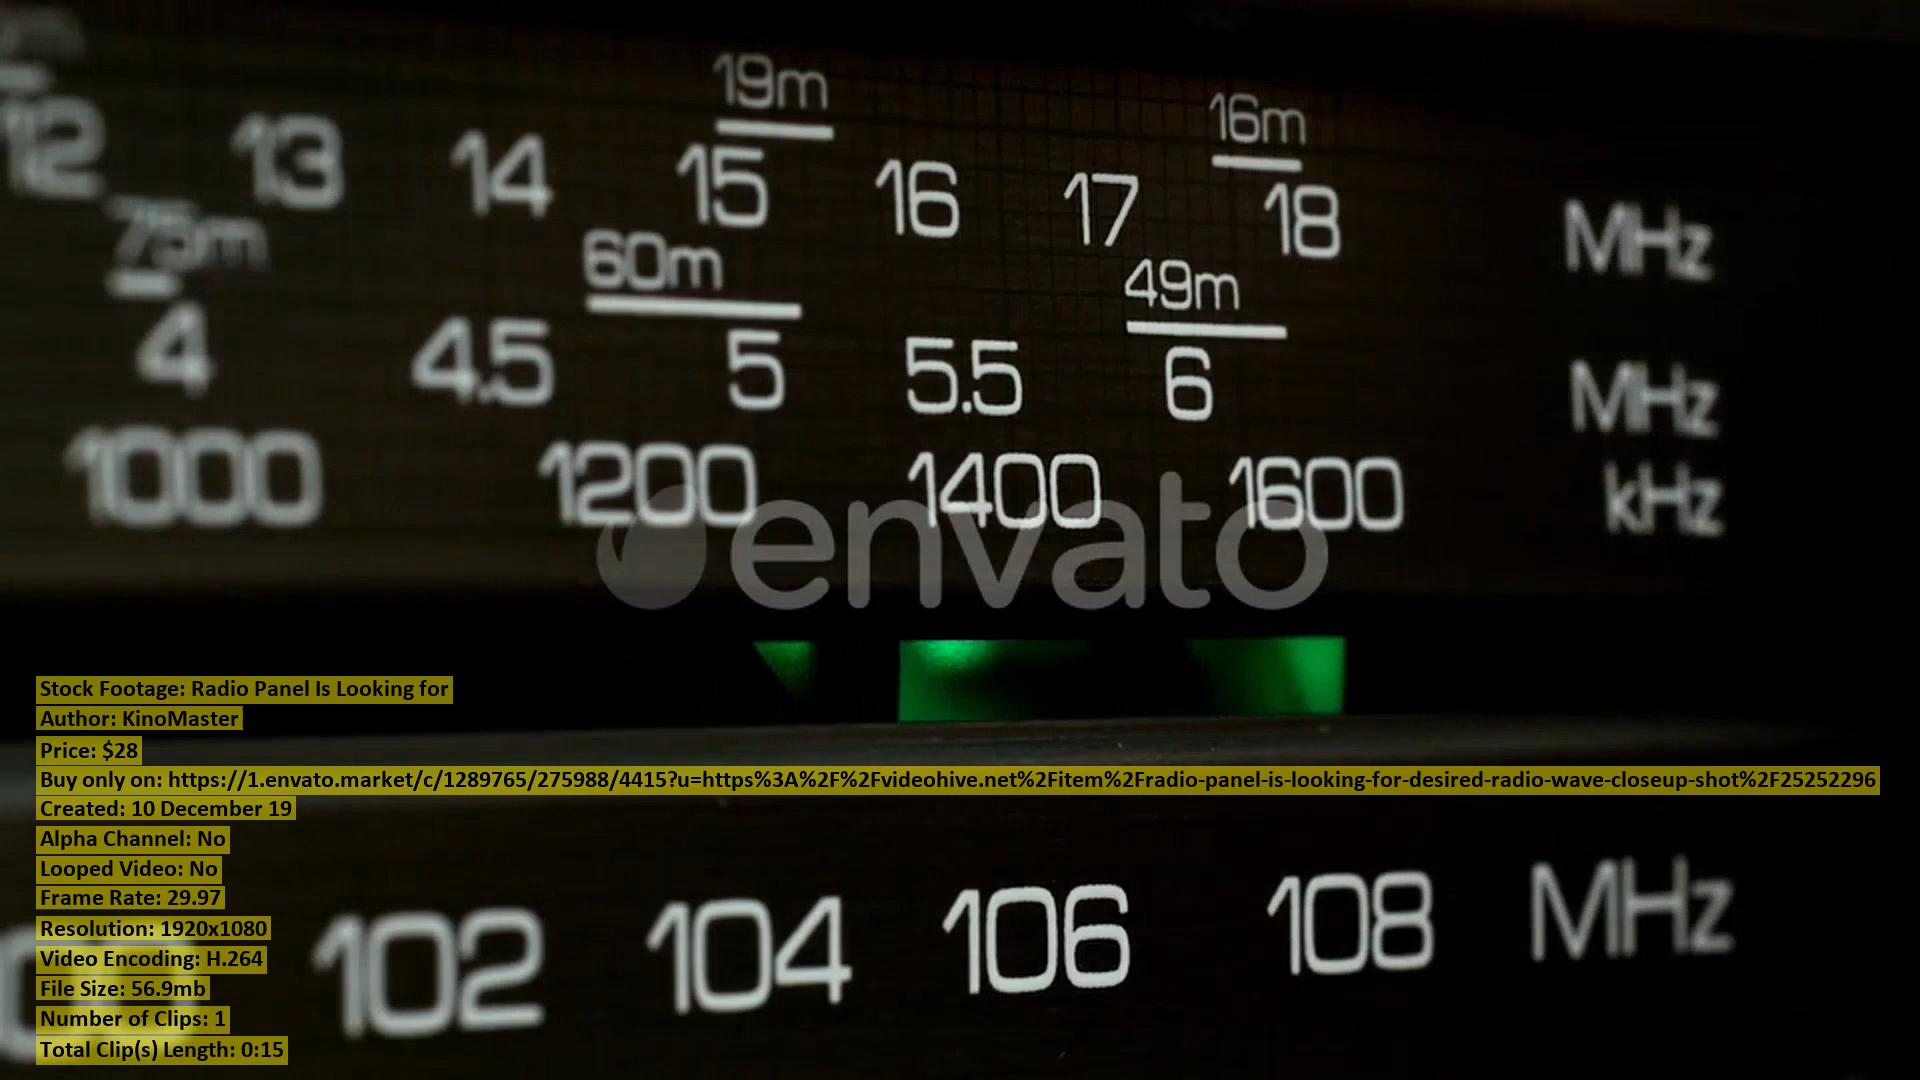 19m
16m
12 13 14 15 16 17 18 MHz
75m 60m 49m
4 4.5 5 5.5 6 MHz
1000 1200 1400 1600 kHz
envato
Stock Footage: Radio Panel Is Looking for
Author: KinoMaster
Price: $28
Buy only on: https://1.envato.market/c/1289765/275988/4415?u=https%3A%2F%2Fvideohive.net%2Fitem%2Fradio-panel-is-looking-for-desired-radio-wave-closeup-shot%2F25252296
Created: 10 December 19
Alpha Channel: No
Looped Video: No
Frame Rate: 29.97
Resolution: 1920x1080
Video Encoding: H.264
File Size: 56.9mb
Number of Clips: 1
Total Clip(s) Length: 0:15
102 104 106 108 MHz